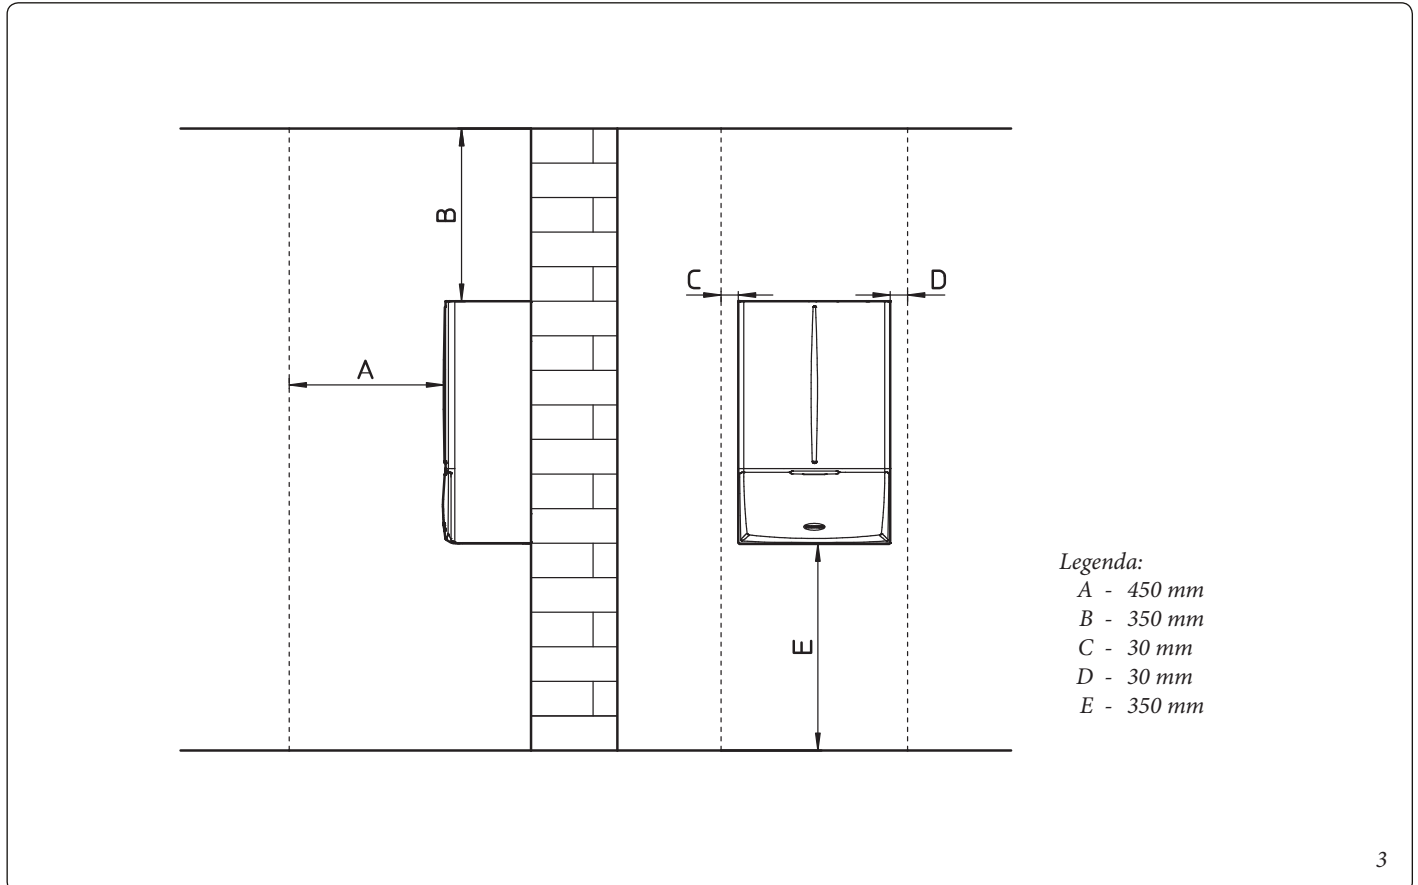 B
C
D
A
E
Legenda:
A - 450 mm
B - 350 mm
C - 30 mm
D - 30 mm
E - 350 mm
3